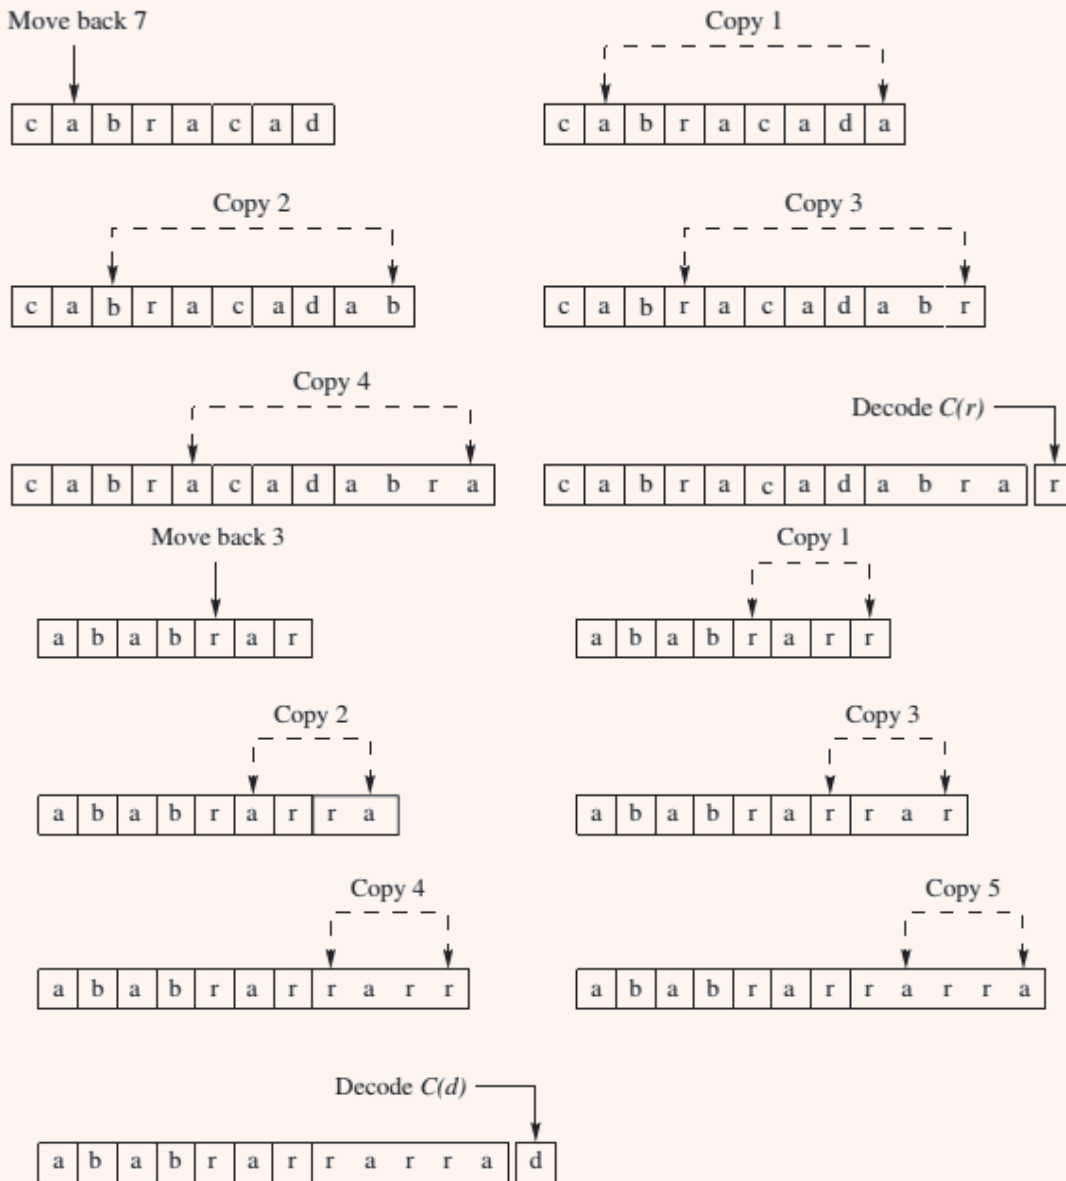 Move back 7
Copy 1
c a b r a c a d
c a b r a c a d a
Copy 2
Copy 3
c a b r a c a d a b
c a b r a c a d a b r
Copy 4
Decode C(r)
c a b r a c a d a b r a
c a b r a c a d a b r a r
Move back 3
Copy 1
a b a b r a r
a b a b r a r r
Copy 2
Copy 3
a b a b r a r r a
a b a b r a r r a r
Copy 4
Copy 5
a b a b r a r r a r r
a b a b r a r r a r r a
Decode C(d)
a b a b r a r r a r r a d